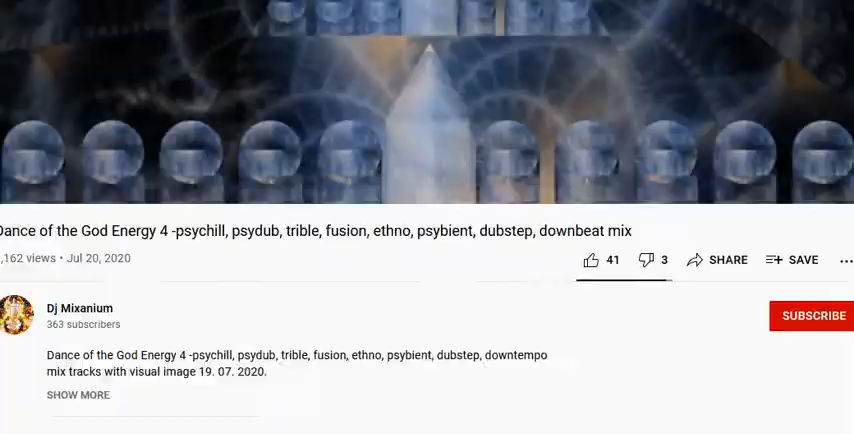 Dance of the God Energy 4 -psychill, psydub, trible, fusion, ethno, psybient, dubstep, downbeat mix
,162 views • Jul 20, 2020
41 3 SHARE SAVE
Dj Mixanium
363 subscribers
SUBSCRIBE
Dance of the God Energy 4 -psychill, psydub, trible, fusion, ethno, psybient, dubstep, downtempo
mix tracks with visual image 19. 07. 2020.
SHOW MORE